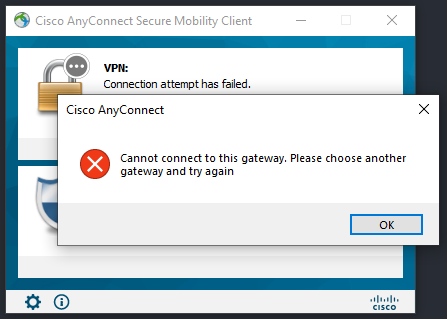 Cisco AnyConnect Secure Mobility Client
VPN:
Connection attempt has failed.
Cisco AnyConnect
Cannot connect to this gateway. Please choose another
gateway and try again
OK
CISCO